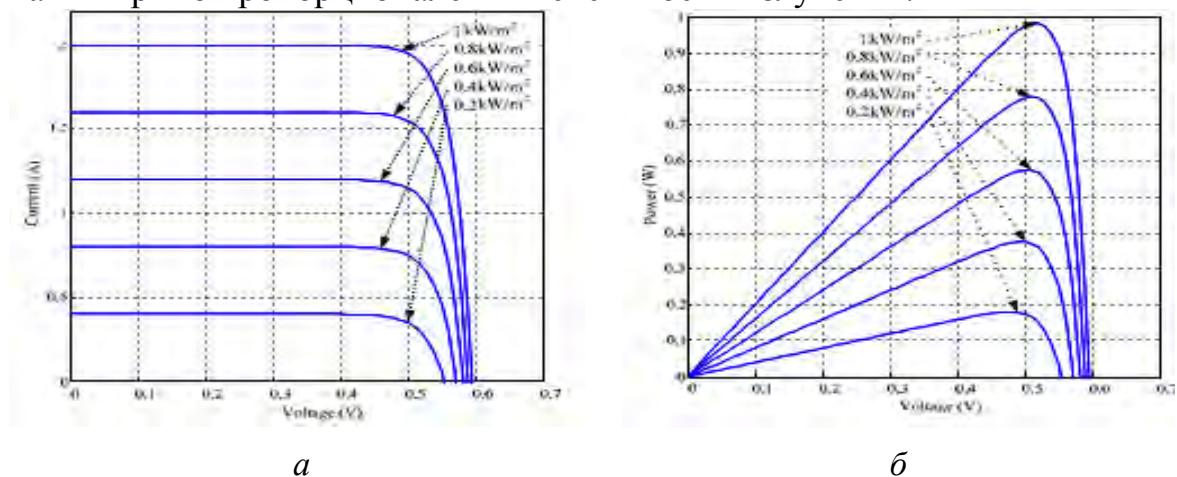 1kW/m²
0.8kW/m²
0.6kW/m²
0.4kW/m²
0.2kW/m²
Current (A)
1
0.5
0
0 0.1 0.2 0.3 0.4 0.5 0.6 0.7
Voltage (V)
1
0.9
0.8
0.7
0.6
0.5
0.4
0.3
0.2
0.1
0
1kW/m²
0.8kW/m²
0.6kW/m²
0.4kW/m²
0.2kW/m²
Power (W)
0 0.1 0.2 0.3 0.4 0.5 0.6
Voltage (V)
а
б